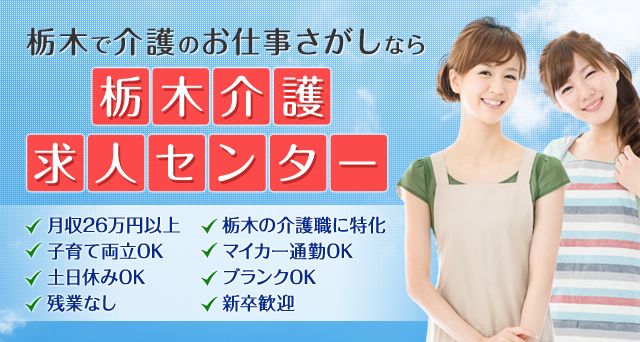 栃木で介護のお仕事さがしなら
栃木介護
求人センター
月収26万円以上
栃木の介護職に特化
子育て両立OK
マイカー通勤OK
土日休みOK
ブランクOK
残業なし
新卒歓迎